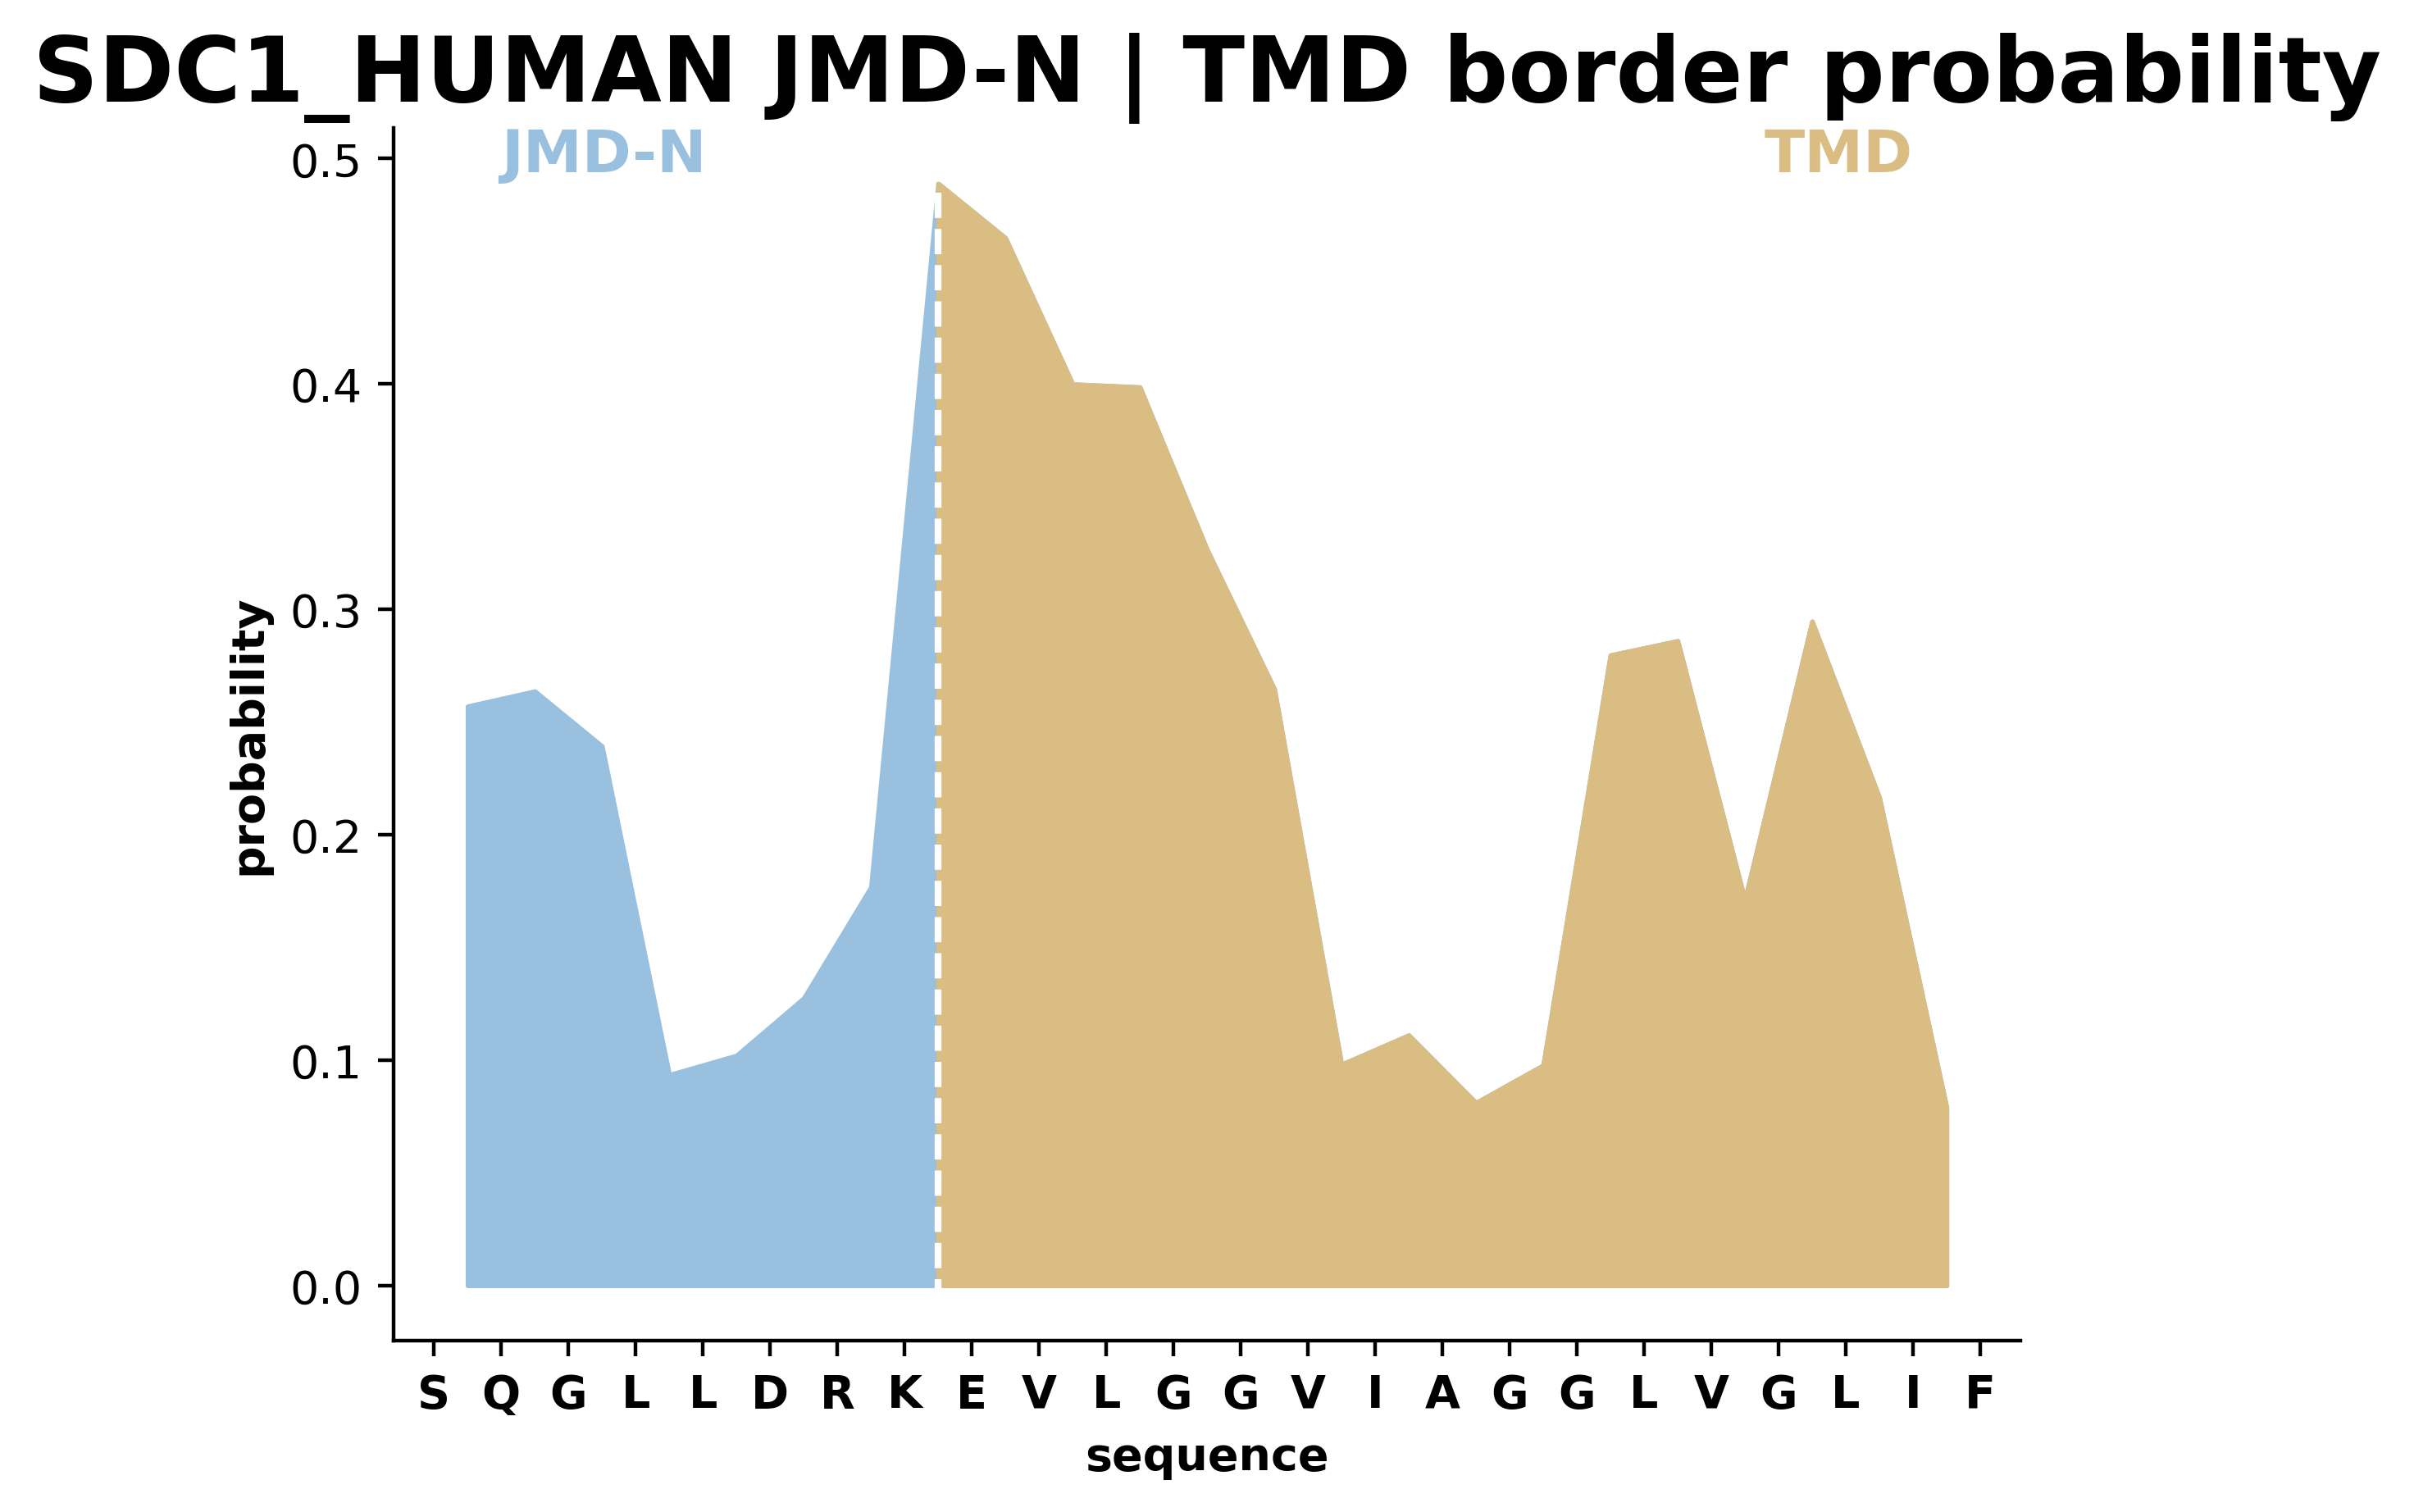 SDC1_HUMAN JMD-N | TMD border probability
JMD-N
TMD
0.5
0.4
0.3
0.2
0.1
0.0
probability
S Q G L L D R K E V L G G V I A G G L V G L I F
sequence